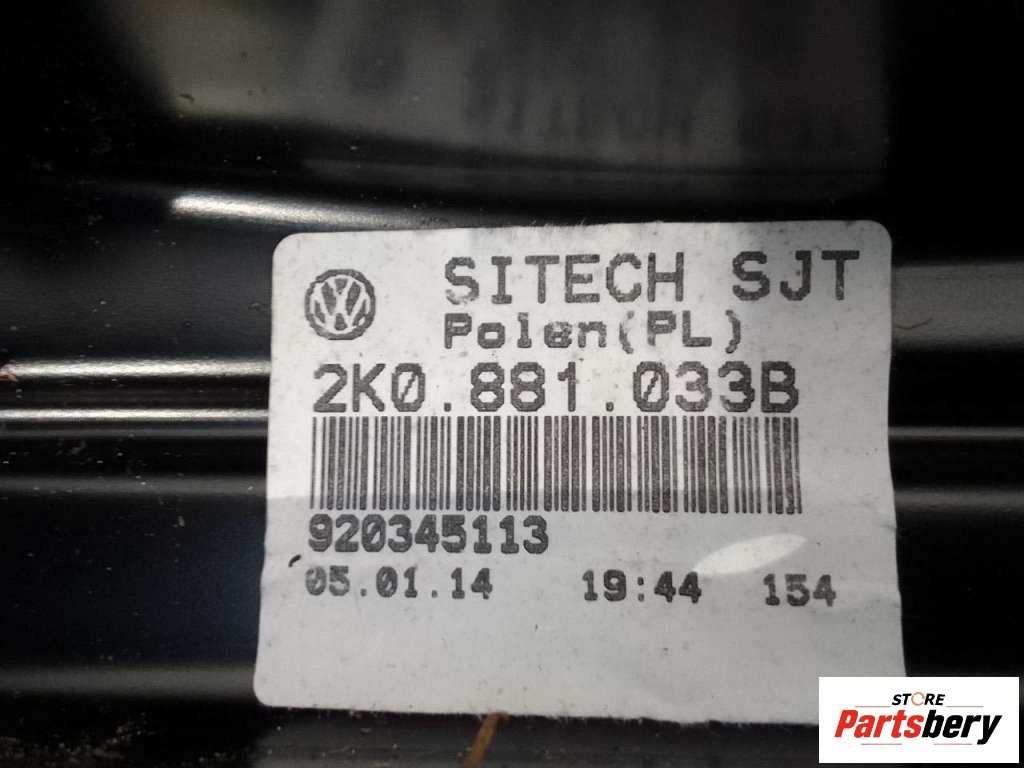 SITECH SJT
Polen(PL)
2K0.881.033B
920345113
05.01.14 19:44 154
STORE
Partsbery